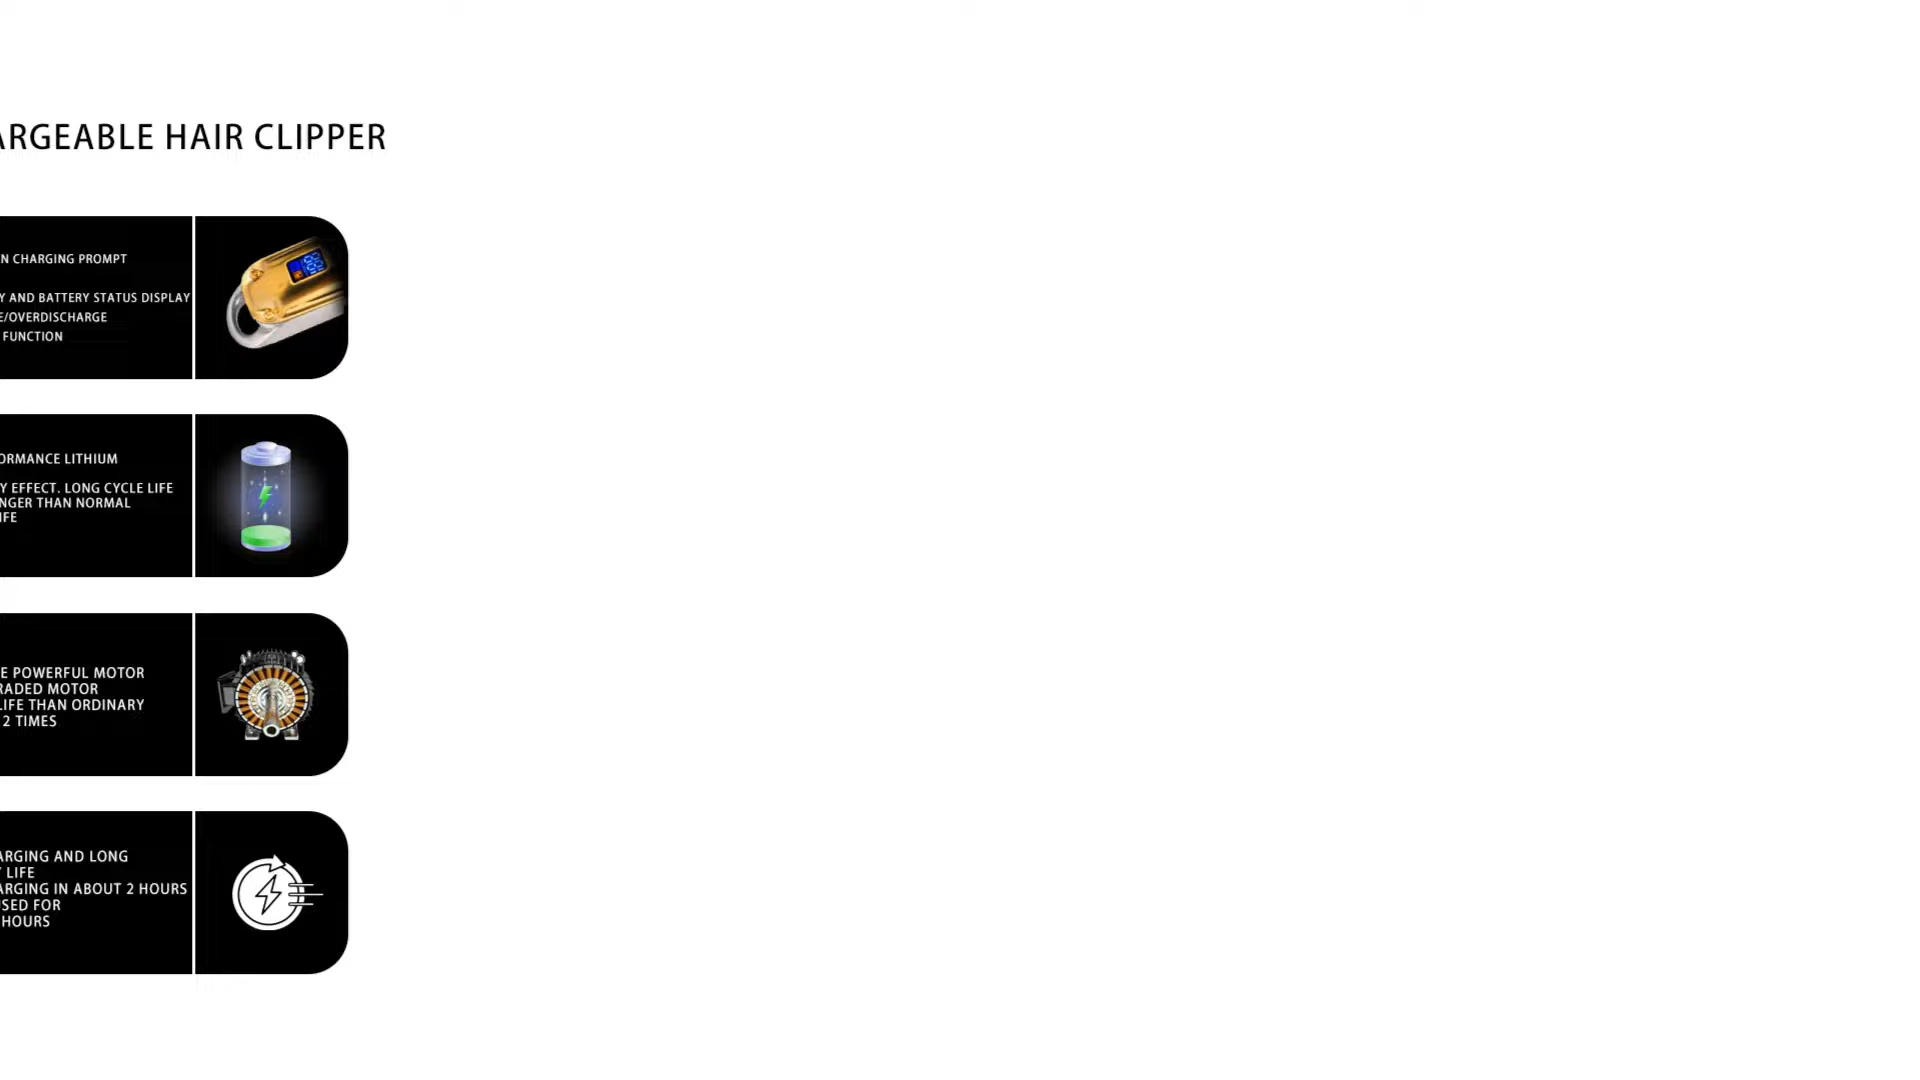 ARGEABLE HAIR CLIPPER
N CHARGING PROMPT
Y AND BATTERY STATUS DISPLAY
E/OVERDISCHARGE
FUNCTION
ORMANCE LITHIUM
Y EFFECT. LONG CYCLE LIFE
NGER THAN NORMAL
IFE
E POWERFUL MOTOR
RADED MOTOR
LIFE THAN ORDINARY
2 TIMES
ARGING AND LONG
Y LIFE
ARGING IN ABOUT 2 HOURS
USED FOR
HOURS